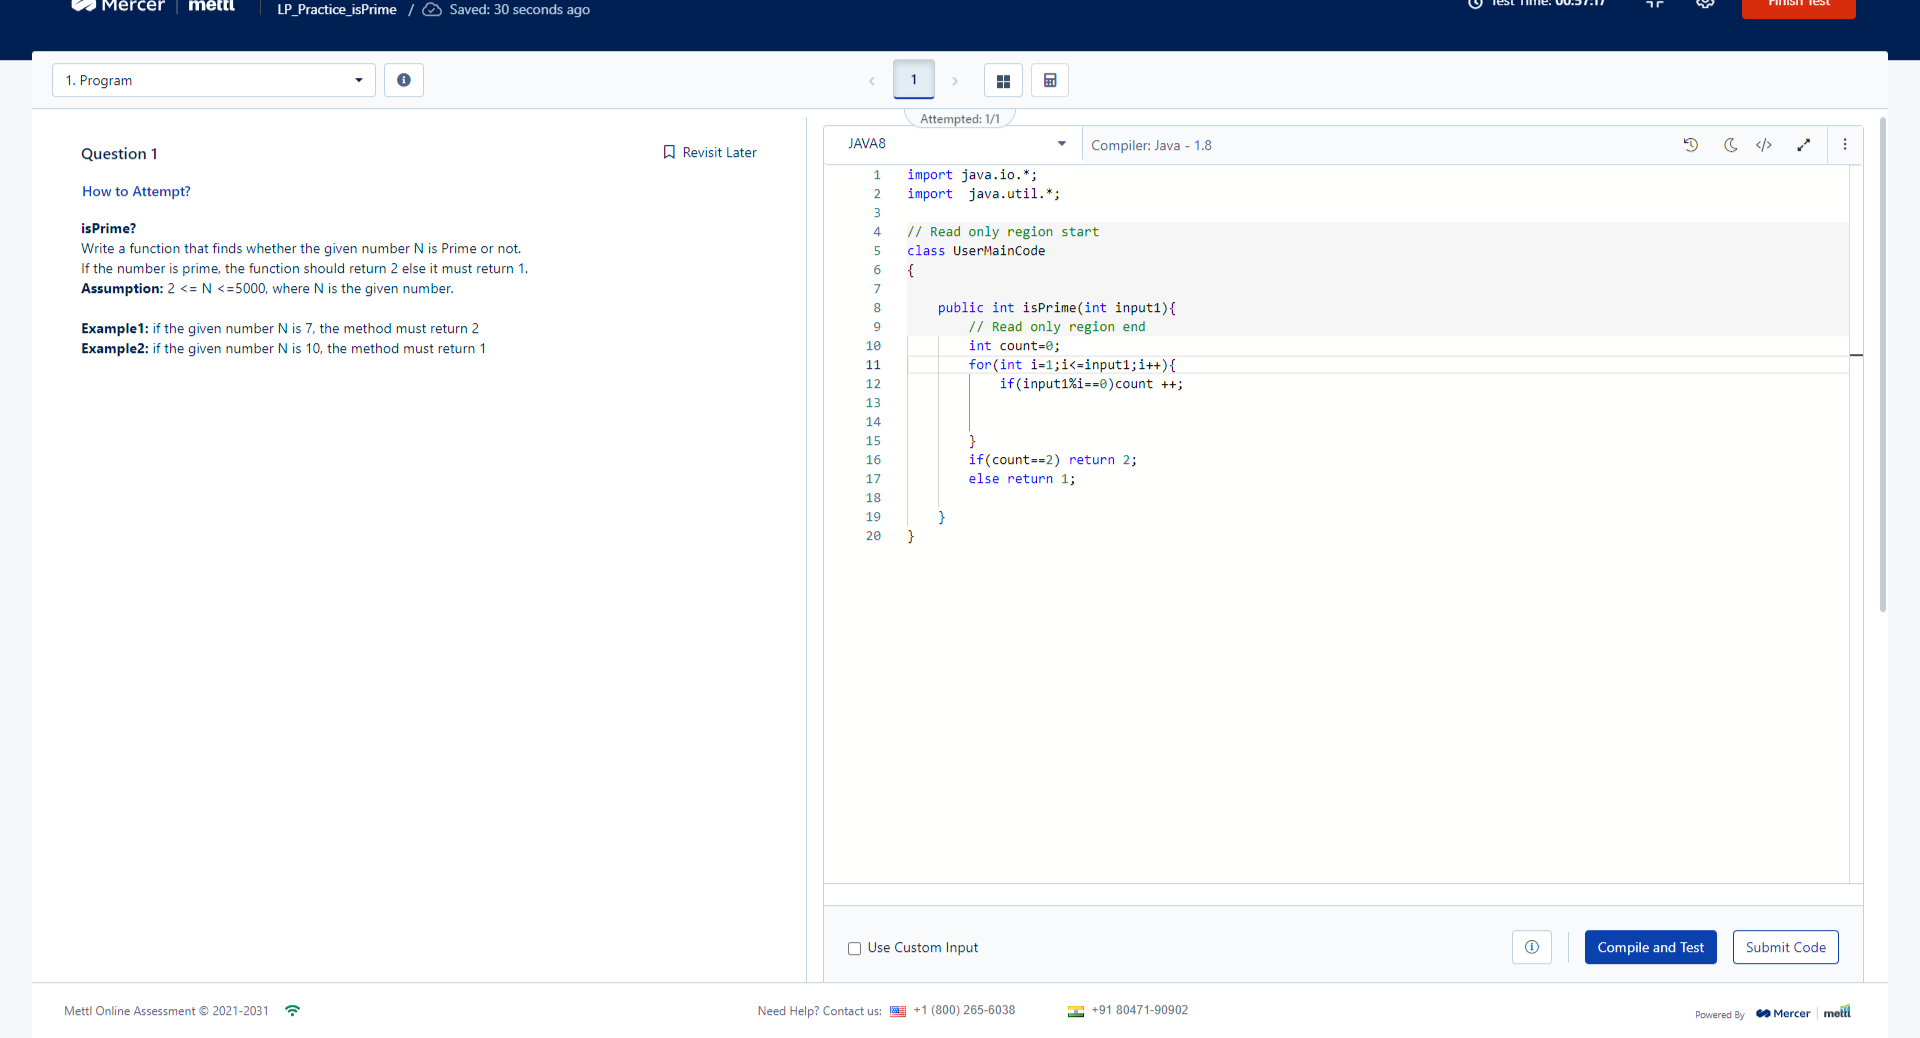 Mercer | mettl
LP_Practice_isPrime / Saved: 30 seconds ago
Test Time: 00:57:17
Finish Test
1. Program
1
Attempted: 1/1
Question 1
Revisit Later
How to Attempt?
isPrime?
Write a function that finds whether the given number N is Prime or not.
If the number is prime, the function should return 2 else it must return 1.
Assumption: 2 <= N <=5000, where N is the given number.
Example1: if the given number N is 7, the method must return 2
Example2: if the given number N is 10, the method must return 1
JAVA8
Compiler: Java - 1.8
1 import java.io.*;
2 import  java.util.*;
3
4 // Read only region start
5 class UserMainCode
6 {
7
8     public int isPrime(int input1){
9         // Read only region end
10         int count=0;
11         for(int i=1;i<=input1;i++){
12             if(input1%i==0)count ++;
13
14
15         }
16         if(count==2) return 2;
17         else return 1;
18
19     }
20 }
Use Custom Input
Compile and Test
Submit Code
Mettl Online Assessment © 2021-2031
Need Help? Contact us: +1 (800) 265-6038
+91 80471-90902
Powered By Mercer | mettl